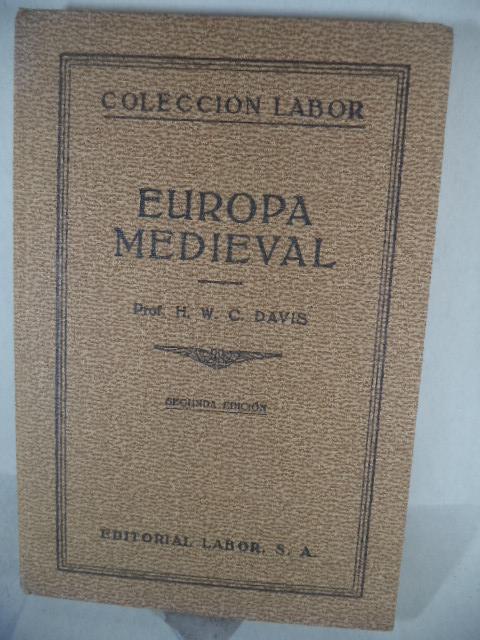 COLECCIÓN LABOR
EUROPA
MEDIEVAL
Prof. H. W. C. DAVIS
SEGUNDA EDICIÓN
EDITORIAL LABOR, S. A.